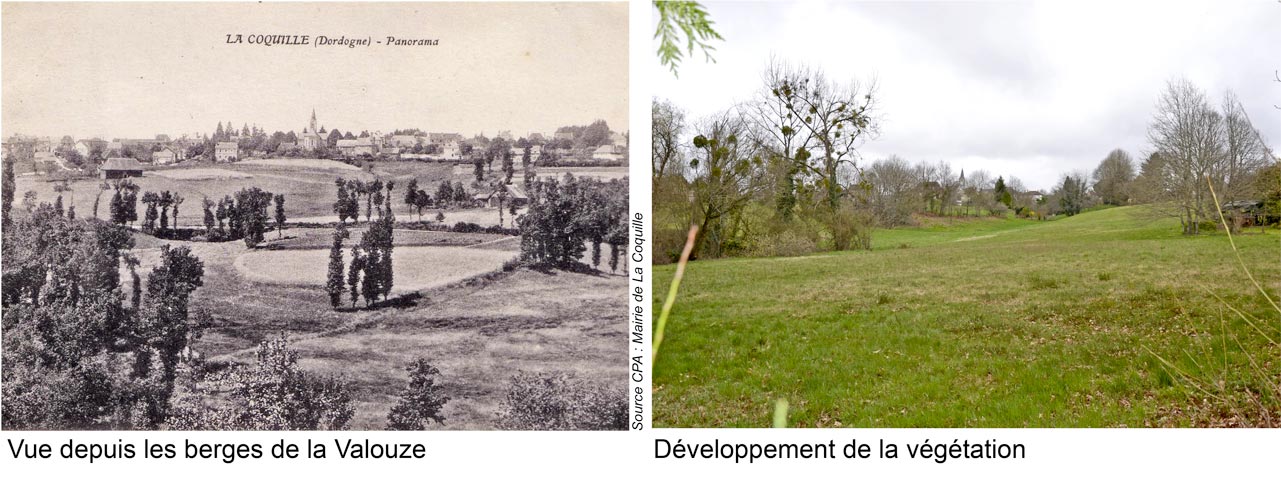 LA COQUILLE (Dordogne) - Panorama
Source CPA : Mairie de La Coquille
Vue depuis les berges de la Valouze
Développement de la végétation